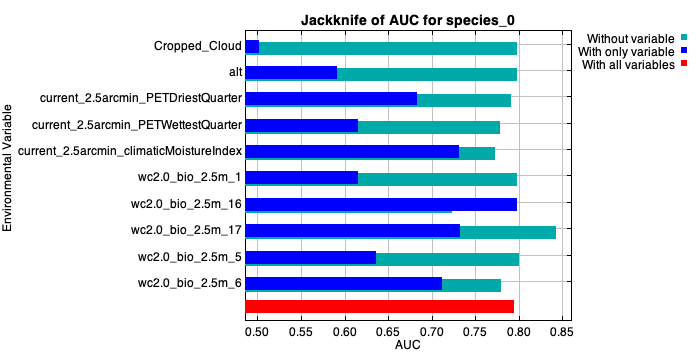 Jackknife of AUC for species_0
Without variable
With only variable
With all variables
Environmental Variable
Cropped_Cloud
alt
current_2.5arcmin_PETDriestQuarter
current_2.5arcmin_PETWettestQuarter
current_2.5arcmin_climaticMoistureIndex
wc2.0_bio_2.5m_1
wc2.0_bio_2.5m_16
wc2.0_bio_2.5m_17
wc2.0_bio_2.5m_5
wc2.0_bio_2.5m_6
0.50 0.55 0.60 0.65 0.70 0.75 0.80 0.85
AUC